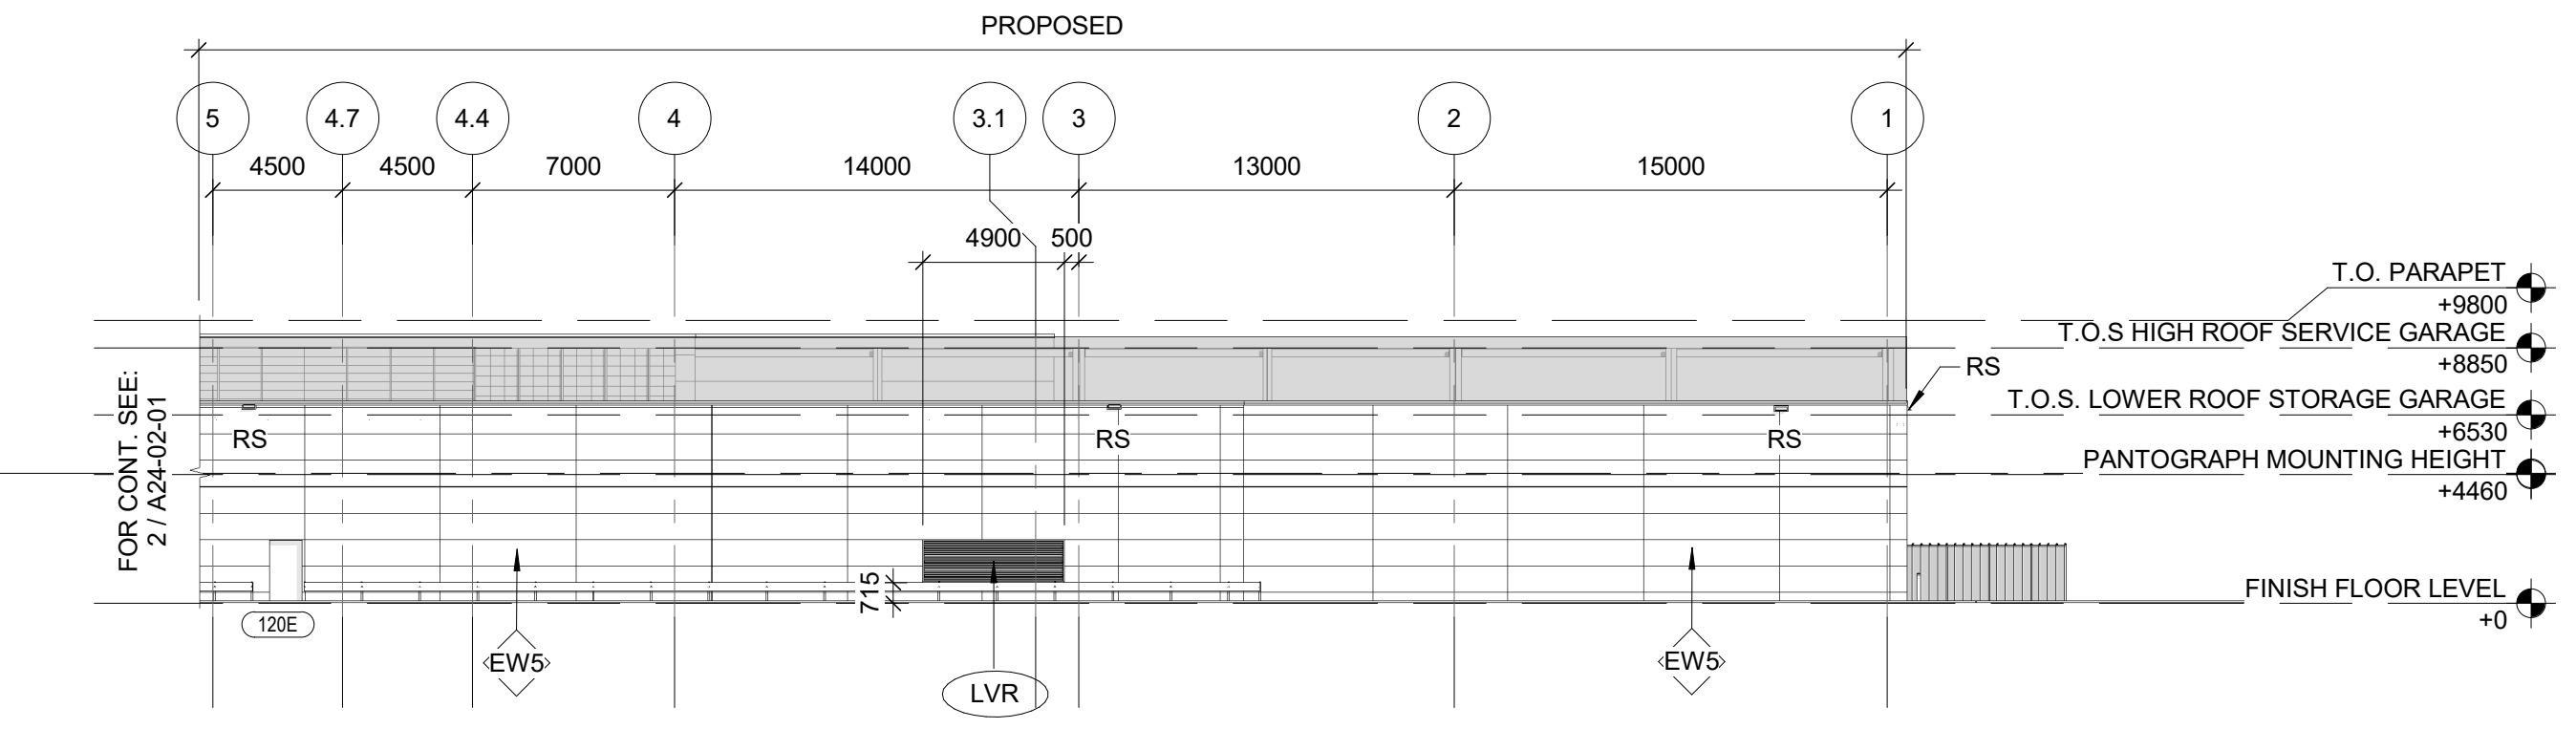 PROPOSED
5 4.7 4.4 4 3.1 3 2 1
4500 4500 7000 14000 13000 15000
4900 500
T.O. PARAPET
+9800
T.O.S HIGH ROOF SERVICE GARAGE
+8850
RS
T.O.S. LOWER ROOF STORAGE GARAGE
+6530
RS RS RS
PANTOGRAPH MOUNTING HEIGHT
+4460
FOR CONT. SEE:
2 / A24-02-01
715
FINISH FLOOR LEVEL
+0
120E
EW5 EW5
LVR